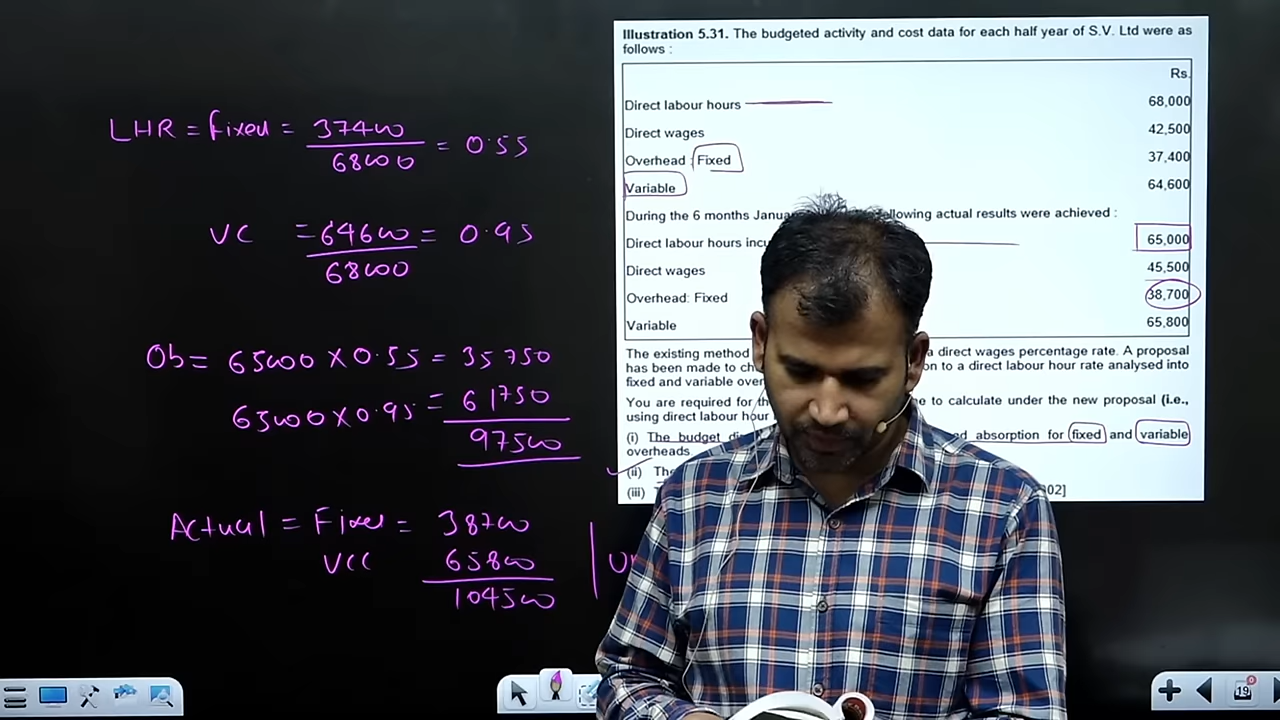 LHR = fixed = 37400 / 68000 = 0.55
VC = 64600 / 68000 = 0.95
Ob = 65000 X 0.55 = 35750
65000 X 0.95 = 61750
97500
Actual = Fixed = 38700
65800
104500
Illustration 5.31. The budgeted activity and cost data for each half year of S.V. Ltd were as
follows :
Rs.
Direct labour hours 68,000
Direct wages 42,500
Overhead : Fixed 37,400
Variable 64,600
During the 6 months following actual results were achieved :
Direct labour hours 65,000
Direct wages 45,500
Overhead: Fixed 38,700
Variable 65,800
The existing method a direct wages percentage rate. A proposal
has been made to to a direct labour hour rate analysed into
fixed and variable
You are required for to calculate under the new proposal (i.e.,
using direct labour hour
(i) The budget absorption for fixed and variable
overheads
(ii)
(iii)
19
0